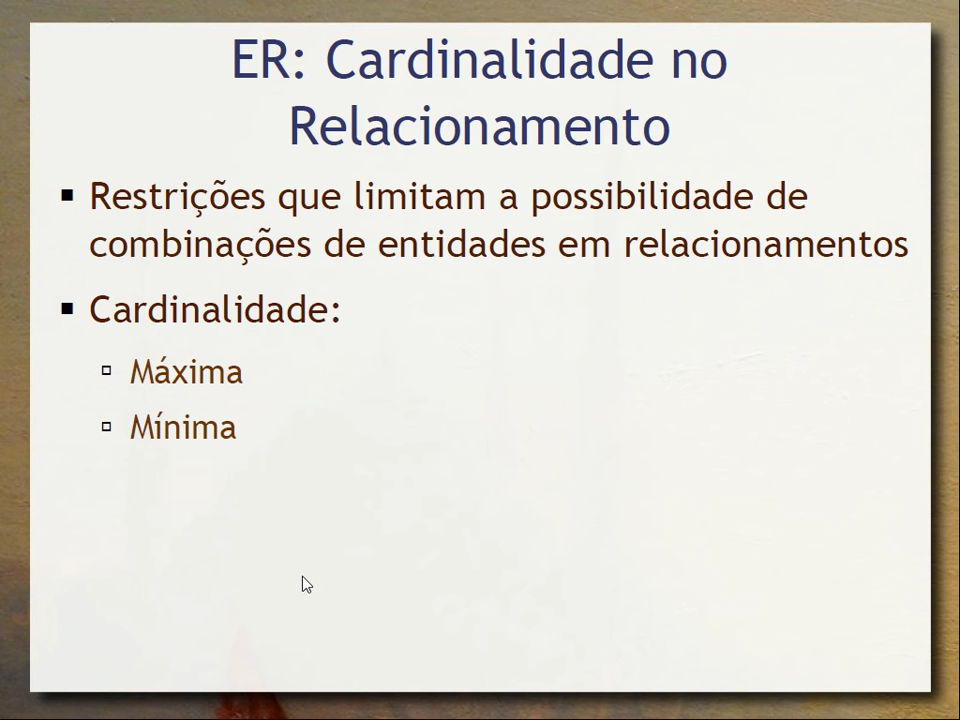 ER: Cardinalidade no
Relacionamento
▪ Restrições que limitam a possibilidade de
combinações de entidades em relacionamentos
▪ Cardinalidade:
▫ Máxima
▫ Mínima